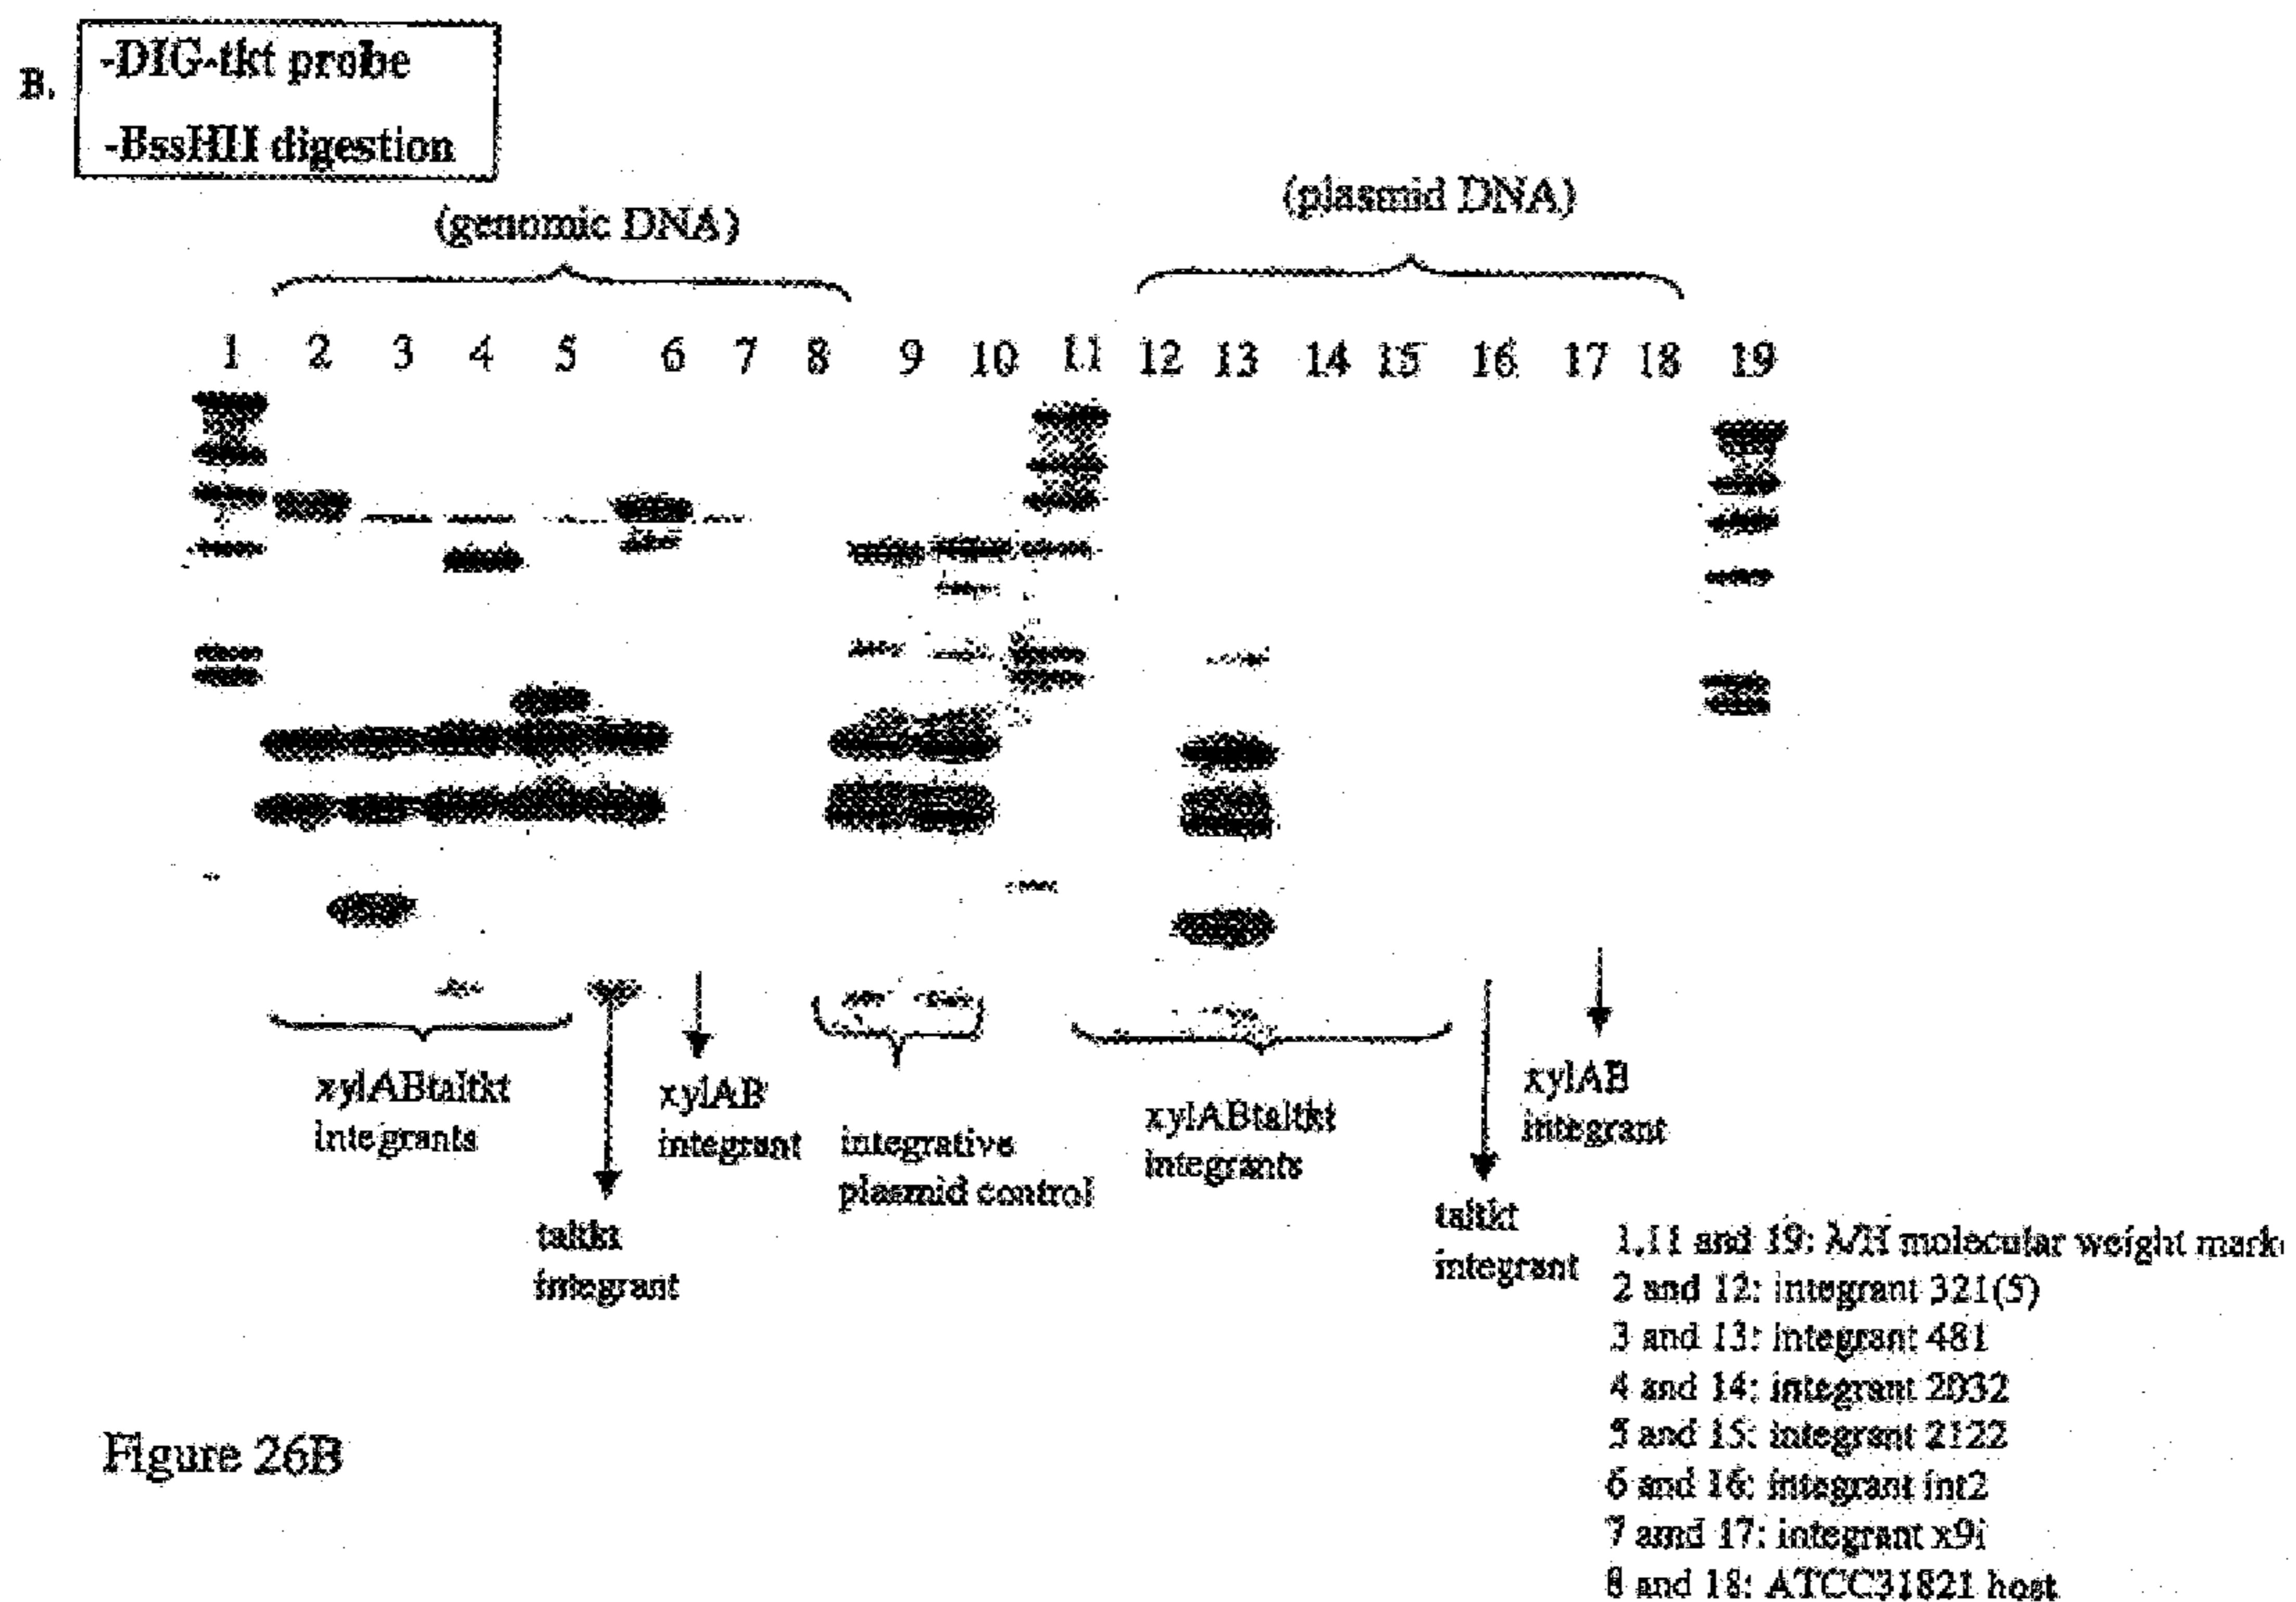 B.
-DIG-tkt probe
-BssHII digestion
(genomic DNA)
(plasmid DNA)
1 2 3 4 5 6 7 8 9 10 11 12 13 14 15 16 17 18 19
xylABtaltkt
integrants
taltkt
integrant
xylAB
integrant
integrative
plasmid control
xylABtaltkt
integrants
taltkt
integrant
xylAB
integrant
1,11 and 19: λ/H molecular weight mark
2 and 12: integrant 321(5)
3 and 13: integrant 481
4 and 14: integrant 2032
5 and 15: integrant 2122
6 and 16: integrant int2
7 amd 17: integrant x9i
8 and 18: ATCC31821 host
Figure 26B